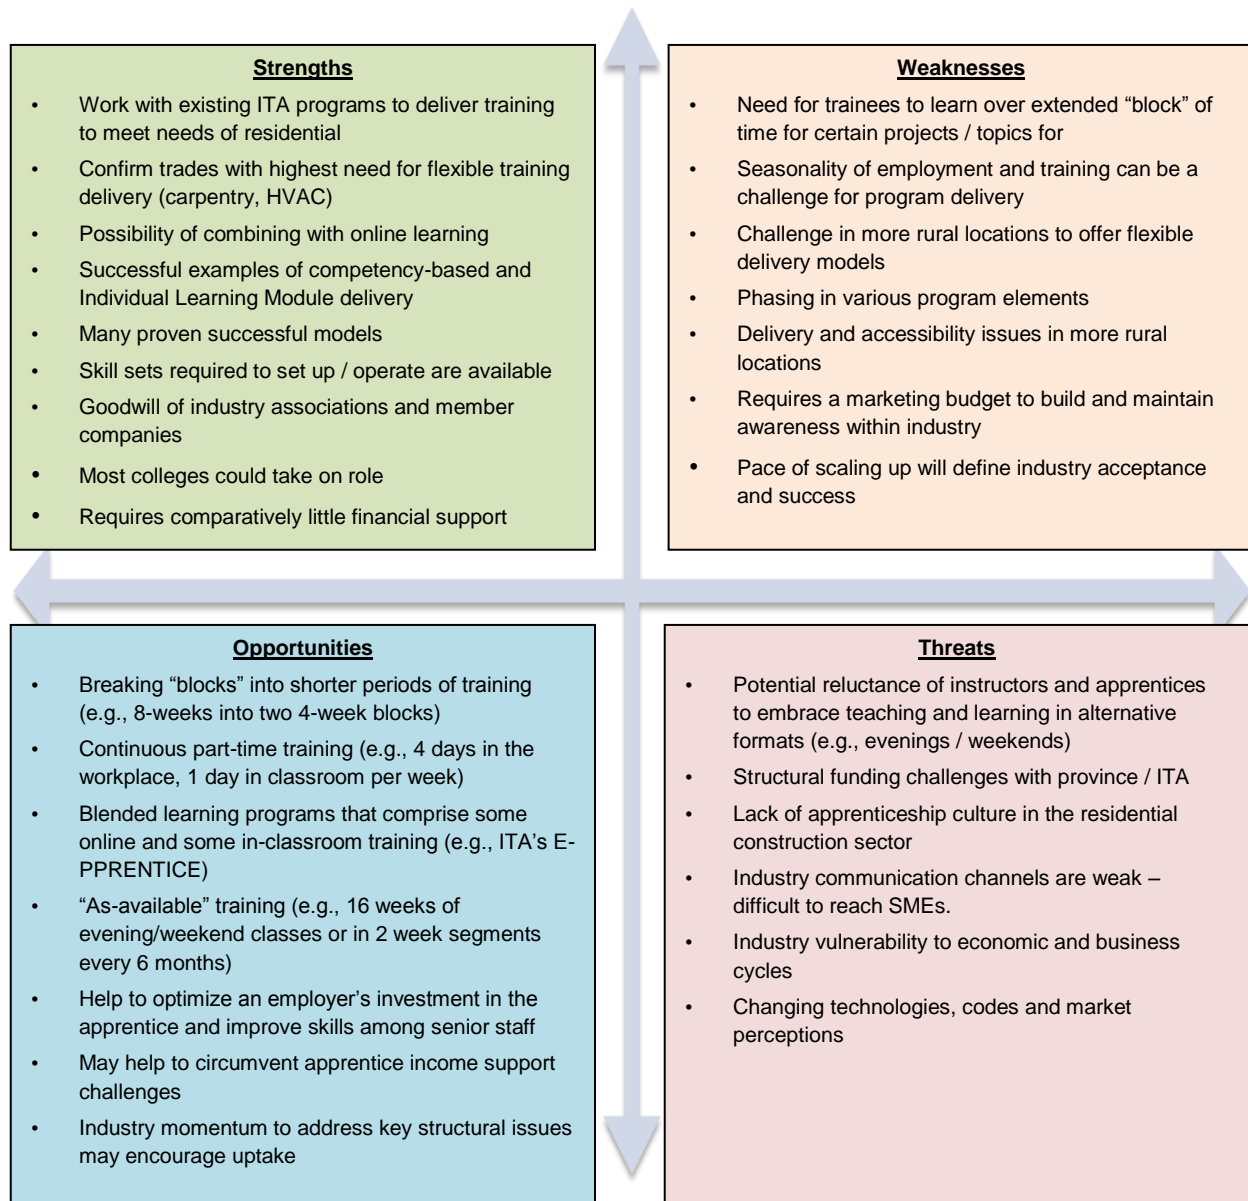 Strengths
• Work with existing ITA programs to deliver training
to meet needs of residential
• Confirm trades with highest need for flexible training
delivery (carpentry, HVAC)
• Possibility of combining with online learning
• Successful examples of competency-based and
Individual Learning Module delivery
• Many proven successful models
• Skill sets required to set up / operate are available
• Goodwill of industry associations and member
companies
• Most colleges could take on role
• Requires comparatively little financial support
Weaknesses
• Need for trainees to learn over extended “block” of
time for certain projects / topics for
• Seasonality of employment and training can be a
challenge for program delivery
• Challenge in more rural locations to offer flexible
delivery models
• Phasing in various program elements
• Delivery and accessibility issues in more rural
locations
• Requires a marketing budget to build and maintain
awareness within industry
• Pace of scaling up will define industry acceptance
and success
Opportunities
• Breaking “blocks” into shorter periods of training
(e.g., 8-weeks into two 4-week blocks)
• Continuous part-time training (e.g., 4 days in the
workplace, 1 day in classroom per week)
• Blended learning programs that comprise some
online and some in-classroom training (e.g., ITA’s E-
PPRENTICE)
• “As-available” training (e.g., 16 weeks of
evening/weekend classes or in 2 week segments
every 6 months)
• Help to optimize an employer’s investment in the
apprentice and improve skills among senior staff
• May help to circumvent apprentice income support
challenges
• Industry momentum to address key structural issues
may encourage uptake
Threats
• Potential reluctance of instructors and apprentices
to embrace teaching and learning in alternative
formats (e.g., evenings / weekends)
• Structural funding challenges with province / ITA
• Lack of apprenticeship culture in the residential
construction sector
• Industry communication channels are weak –
difficult to reach SMEs.
• Industry vulnerability to economic and business
cycles
• Changing technologies, codes and market
perceptions